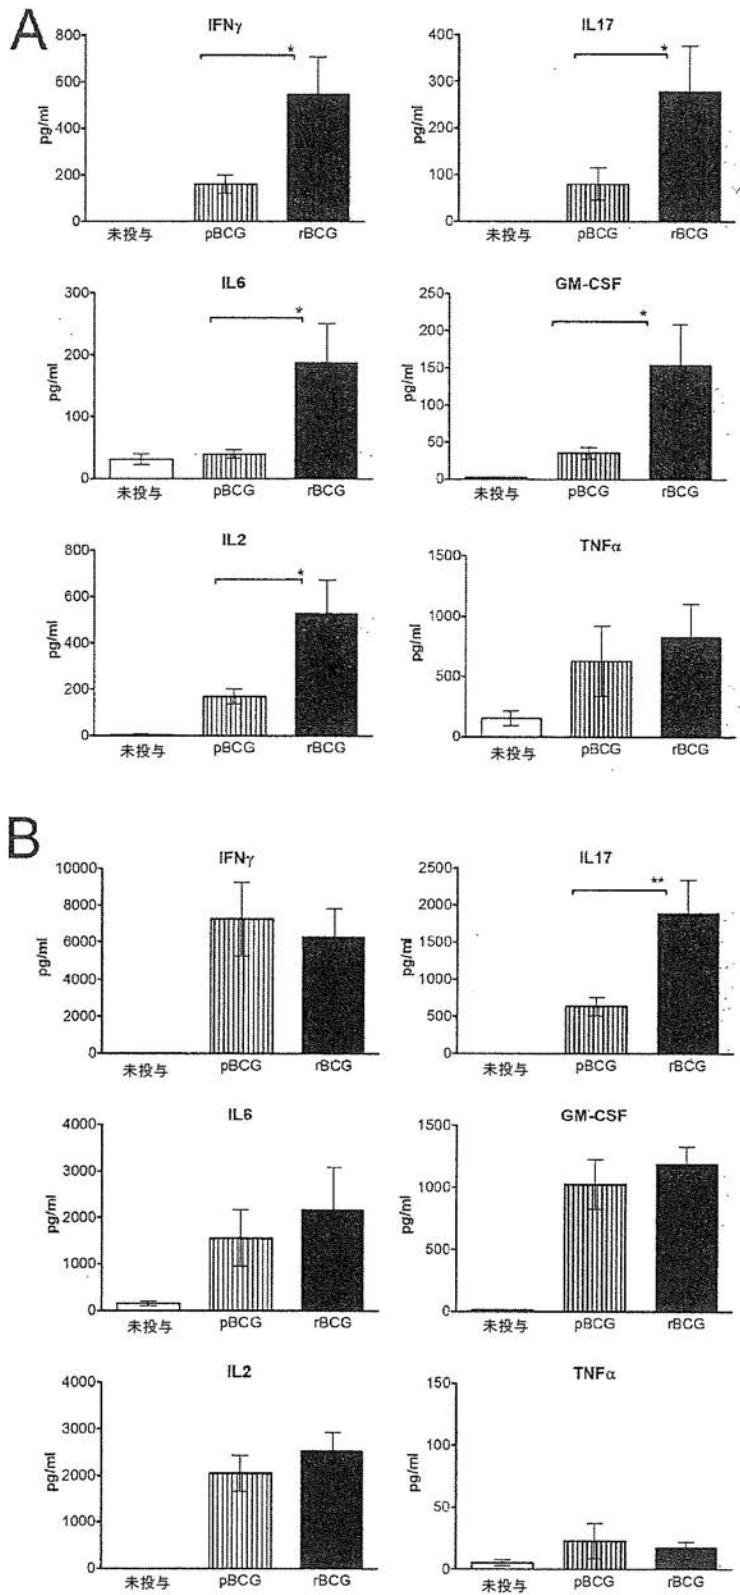 A
IFNγ
IL17
pg/ml
800
600
400
200
0
*
未投与
pBCG
rBCG
pg/ml
400
300
200
100
0
*
未投与
pBCG
rBCG
IL6
GM-CSF
pg/ml
300
200
100
0
*
未投与
pBCG
rBCG
pg/ml
250
200
150
100
50
0
*
未投与
pBCG
rBCG
IL2
TNFα
pg/ml
800
600
400
200
0
*
未投与
pBCG
rBCG
pg/ml
1500
1000
500
0
未投与
pBCG
rBCG
B
IFNγ
IL17
pg/ml
10000
8000
6000
4000
2000
0
未投与
pBCG
rBCG
pg/ml
2500
2000
1500
1000
500
0
**
未投与
pBCG
rBCG
IL6
GM-CSF
pg/ml
4000
3000
2000
1000
0
未投与
pBCG
rBCG
pg/ml
1500
1000
500
0
未投与
pBCG
rBCG
IL2
TNFα
pg/ml
4000
3000
2000
1000
0
未投与
pBCG
rBCG
pg/ml
150
100
50
0
未投与
pBCG
rBCG